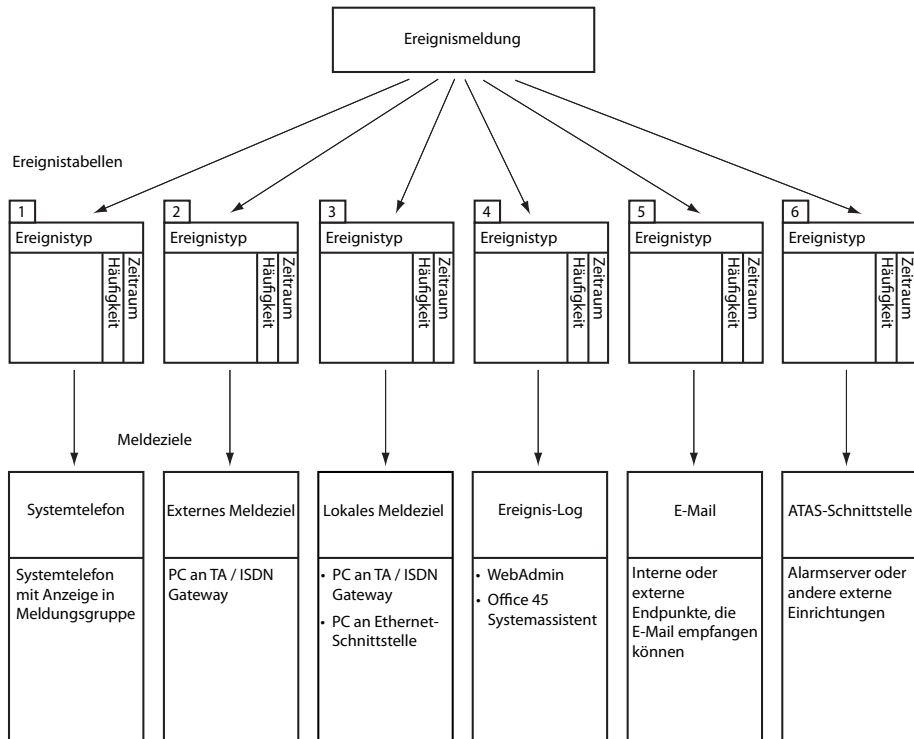 Ereignismeldung
Ereignistabellen
1
Ereignistyp
Häufigkeit
Zeitraum
2
Ereignistyp
Häufigkeit
Zeitraum
3
Ereignistyp
Häufigkeit
Zeitraum
4
Ereignistyp
Häufigkeit
Zeitraum
5
Ereignistyp
Häufigkeit
Zeitraum
6
Ereignistyp
Häufigkeit
Zeitraum
Meldeziele
Systemtelefon
Systemtelefon
mit Anzeige in
Meldungsgruppe
Externes Meldeziel
PC an TA / ISDN
Gateway
Lokales Meldeziel
• PC an TA / ISDN
Gateway
• PC an Ethernet-
Schnittstelle
Ereignis-Log
• WebAdmin
• Office 45
Systemassistent
E-Mail
Interne oder
externe
Endpunkte, die
E-Mail empfangen
können
ATAS-Schnittstelle
Alarmserver oder
andere externe
Einrichtungen